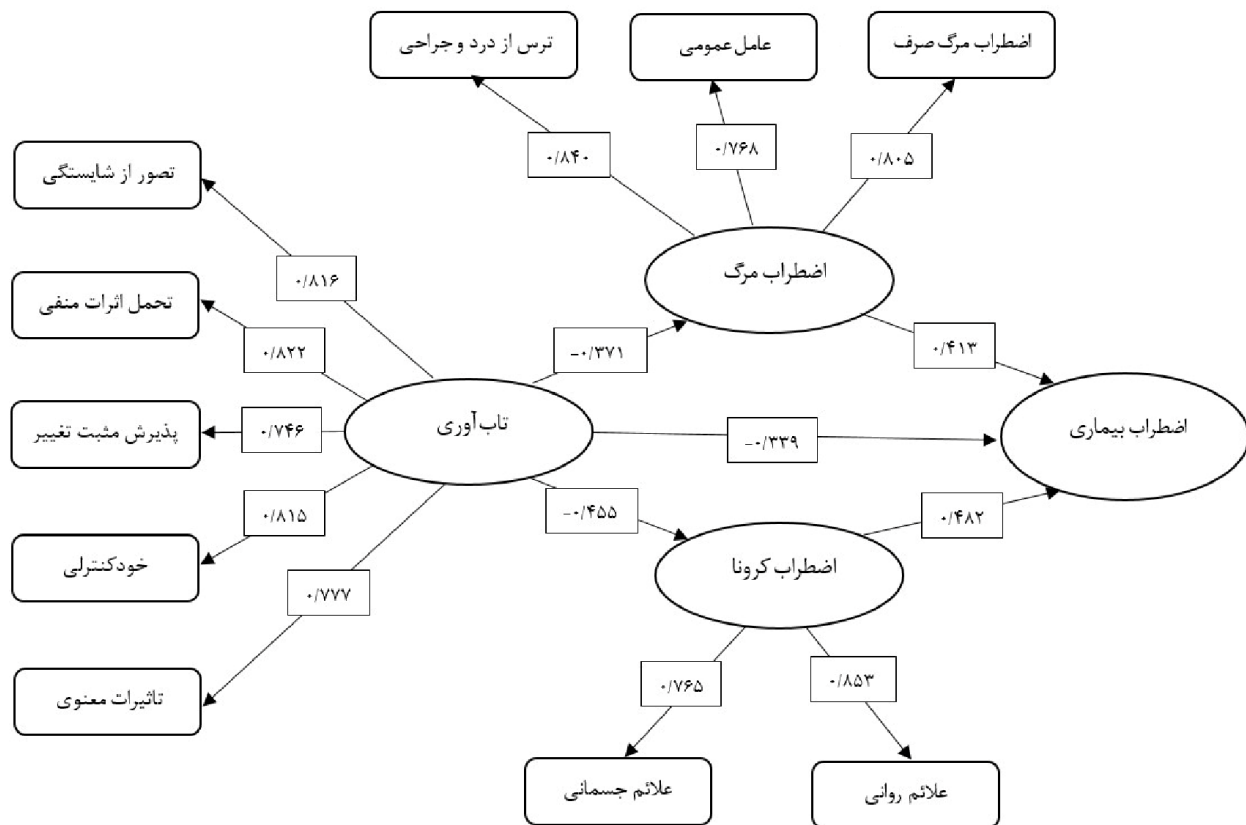 اضطراب مرگ صرف
عامل عمومی
ترس از درد و جراحی
۰/۸۰۵
۰/۷۶۸
۰/۸۴۰
تصور از شایستگی
۰/۸۱۶
اضطراب مرگ
تحمل اثرات منفی
۰/۸۲۲
-۰/۳۷۱
۰/۴۱۳
پذیرش مثبت تغییر
۰/۷۴۶
تاب‌آوری
-۰/۳۳۹
اضطراب بیماری
۰/۸۱۵
-۰/۴۵۵
۰/۴۸۲
خودکنترلی
اضطراب کرونا
۰/۷۷۷
تاثیرات معنوی
۰/۷۶۵
۰/۸۵۳
علائم جسمانی
علائم روانی